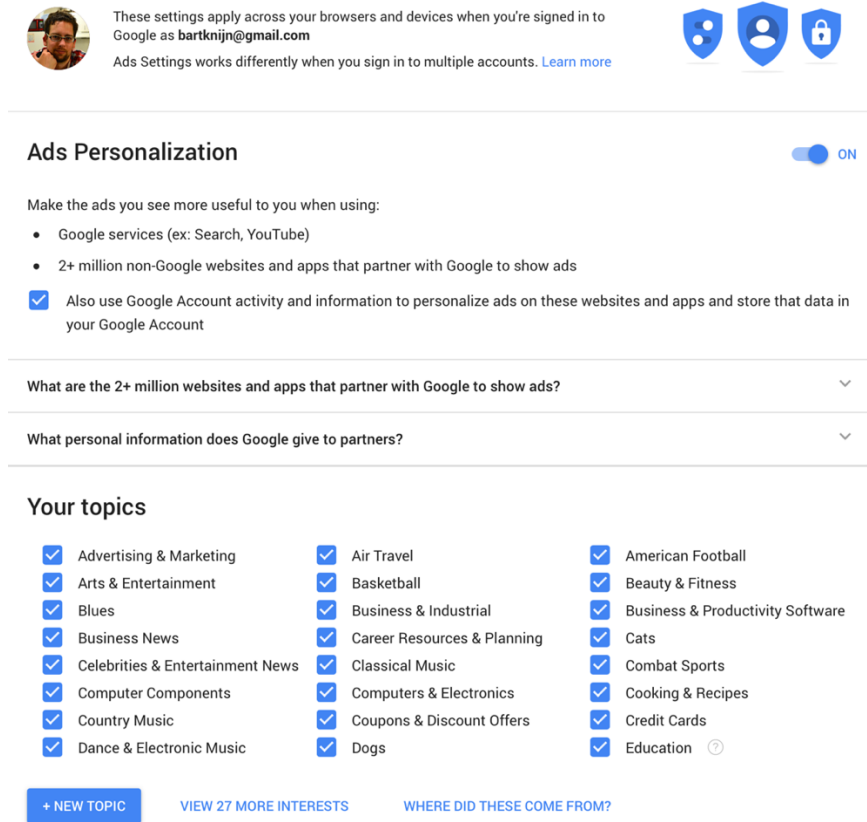 These settings apply across your browsers and devices when you're signed in to
Google as bartknijn@gmail.com
Ads Settings works differently when you sign in to multiple accounts. Learn more
Ads Personalization
ON
Make the ads you see more useful to you when using:
• Google services (ex: Search, YouTube)
• 2+ million non-Google websites and apps that partner with Google to show ads
Also use Google Account activity and information to personalize ads on these websites and apps and store that data in
your Google Account
What are the 2+ million websites and apps that partner with Google to show ads?
What personal information does Google give to partners?
Your topics
Advertising & Marketing Air Travel American Football
Arts & Entertainment Basketball Beauty & Fitness
Blues Business & Industrial Business & Productivity Software
Business News Career Resources & Planning Cats
Celebrities & Entertainment News Classical Music Combat Sports
Computer Components Computers & Electronics Cooking & Recipes
Country Music Coupons & Discount Offers Credit Cards
Dance & Electronic Music Dogs Education ?
+ NEW TOPIC VIEW 27 MORE INTERESTS WHERE DID THESE COME FROM?